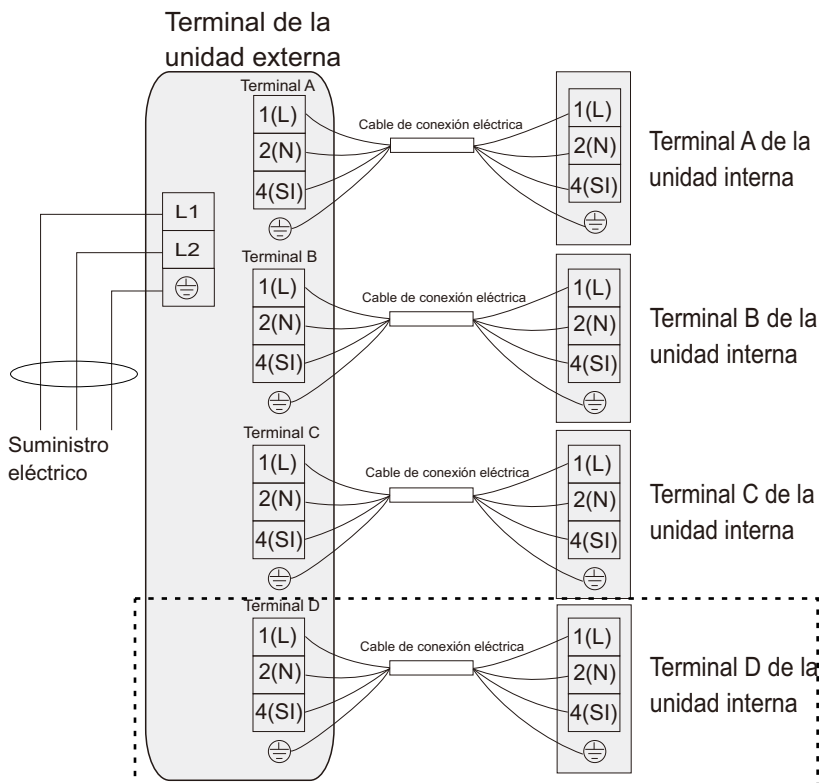 Terminal de la
unidad externa
Terminal A
1(L)
2(N)
4(SI)
Cable de conexión eléctrica
1(L)
2(N)
4(SI)
Terminal A de la
unidad interna
L1
L2
Terminal B
1(L)
2(N)
4(SI)
Cable de conexión eléctrica
1(L)
2(N)
4(SI)
Terminal B de la
unidad interna
Suministro
eléctrico
Terminal C
1(L)
2(N)
4(SI)
Cable de conexión eléctrica
1(L)
2(N)
4(SI)
Terminal C de la
unidad interna
Terminal D
1(L)
2(N)
4(SI)
Cable de conexión eléctrica
1(L)
2(N)
4(SI)
Terminal D de la
unidad interna